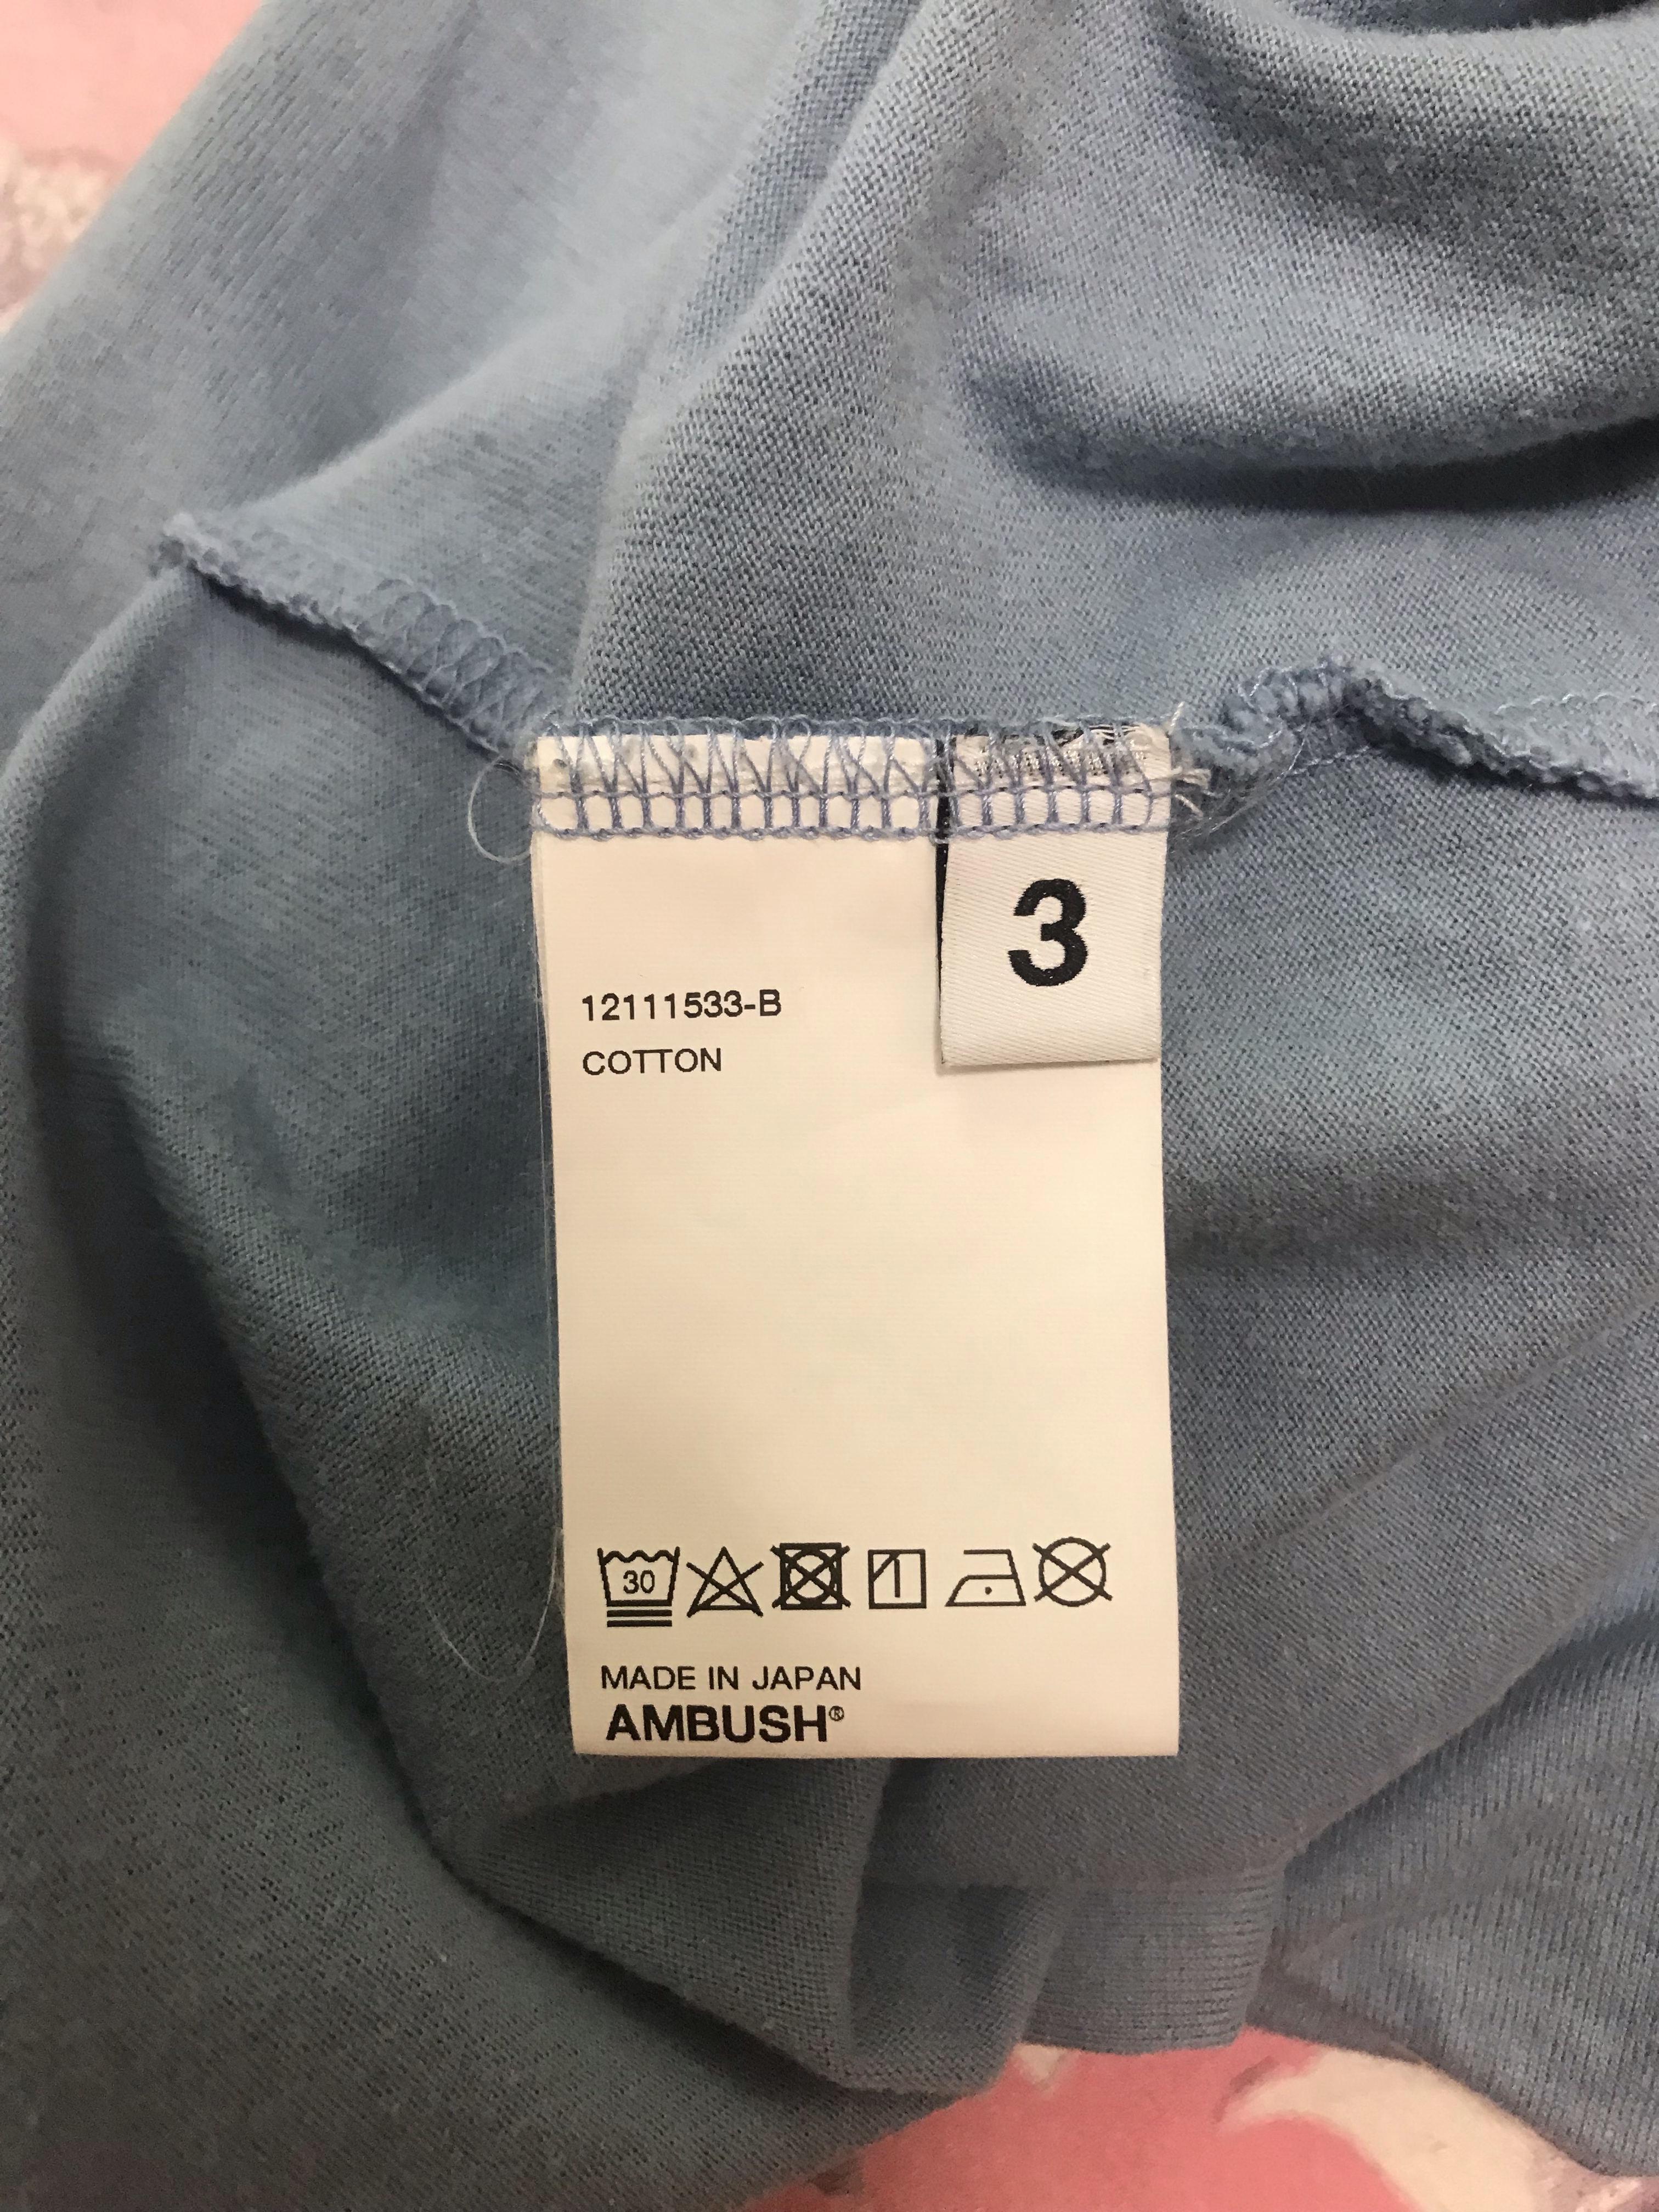 3
12111533-B
COTTON
30
MADE IN JAPAN
AMBUSH®